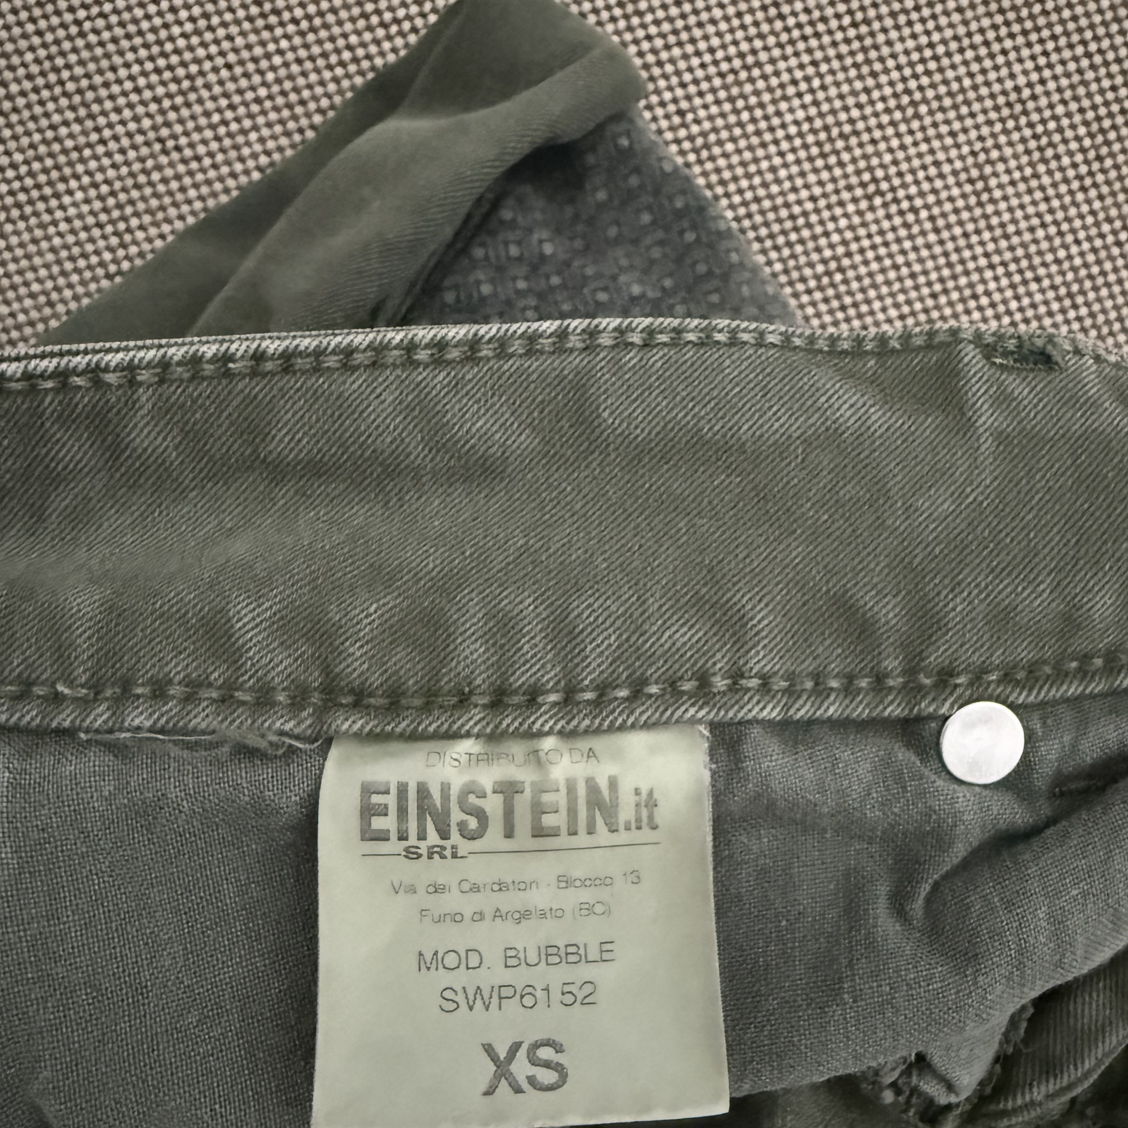 DISTRIBUITO DA
EINSTEIN.it
SRL
Via dei Cardatori - Blocco 13
Funo di Argelato (BO)
MOD. BUBBLE
SWP6152
XS